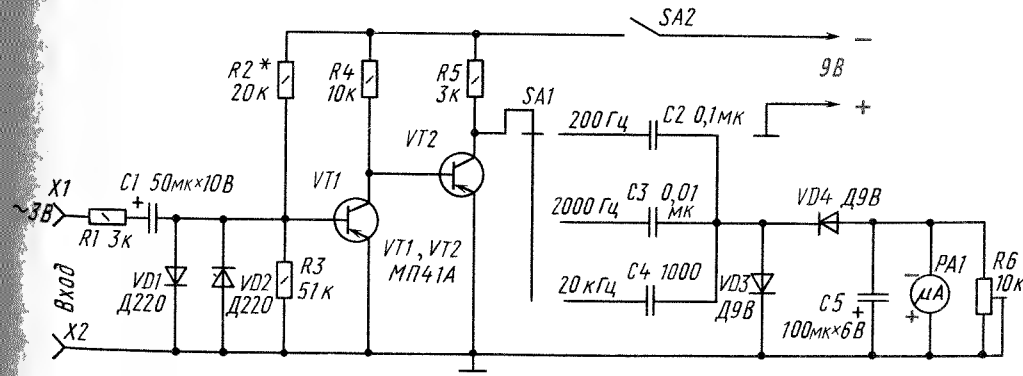 SA2
R2 *
20к
R4
10к
R5
3к
SA1
–
9В
+
200 Гц
C2 0,1мк
VT2
X1
C1 50мк×10В
+
VT1
~3В
R1 3к
2000 Гц
C3 0,01
мк
VD4 Д9В
VT1, VT2
МП41А
R3
51к
C4 1000
20кГц
VD1
Д220
VD2
Д220
Вход
VD3
Д9В
C5
+
100мк×6В
–
PA1
μA
+
R6
10к
X2